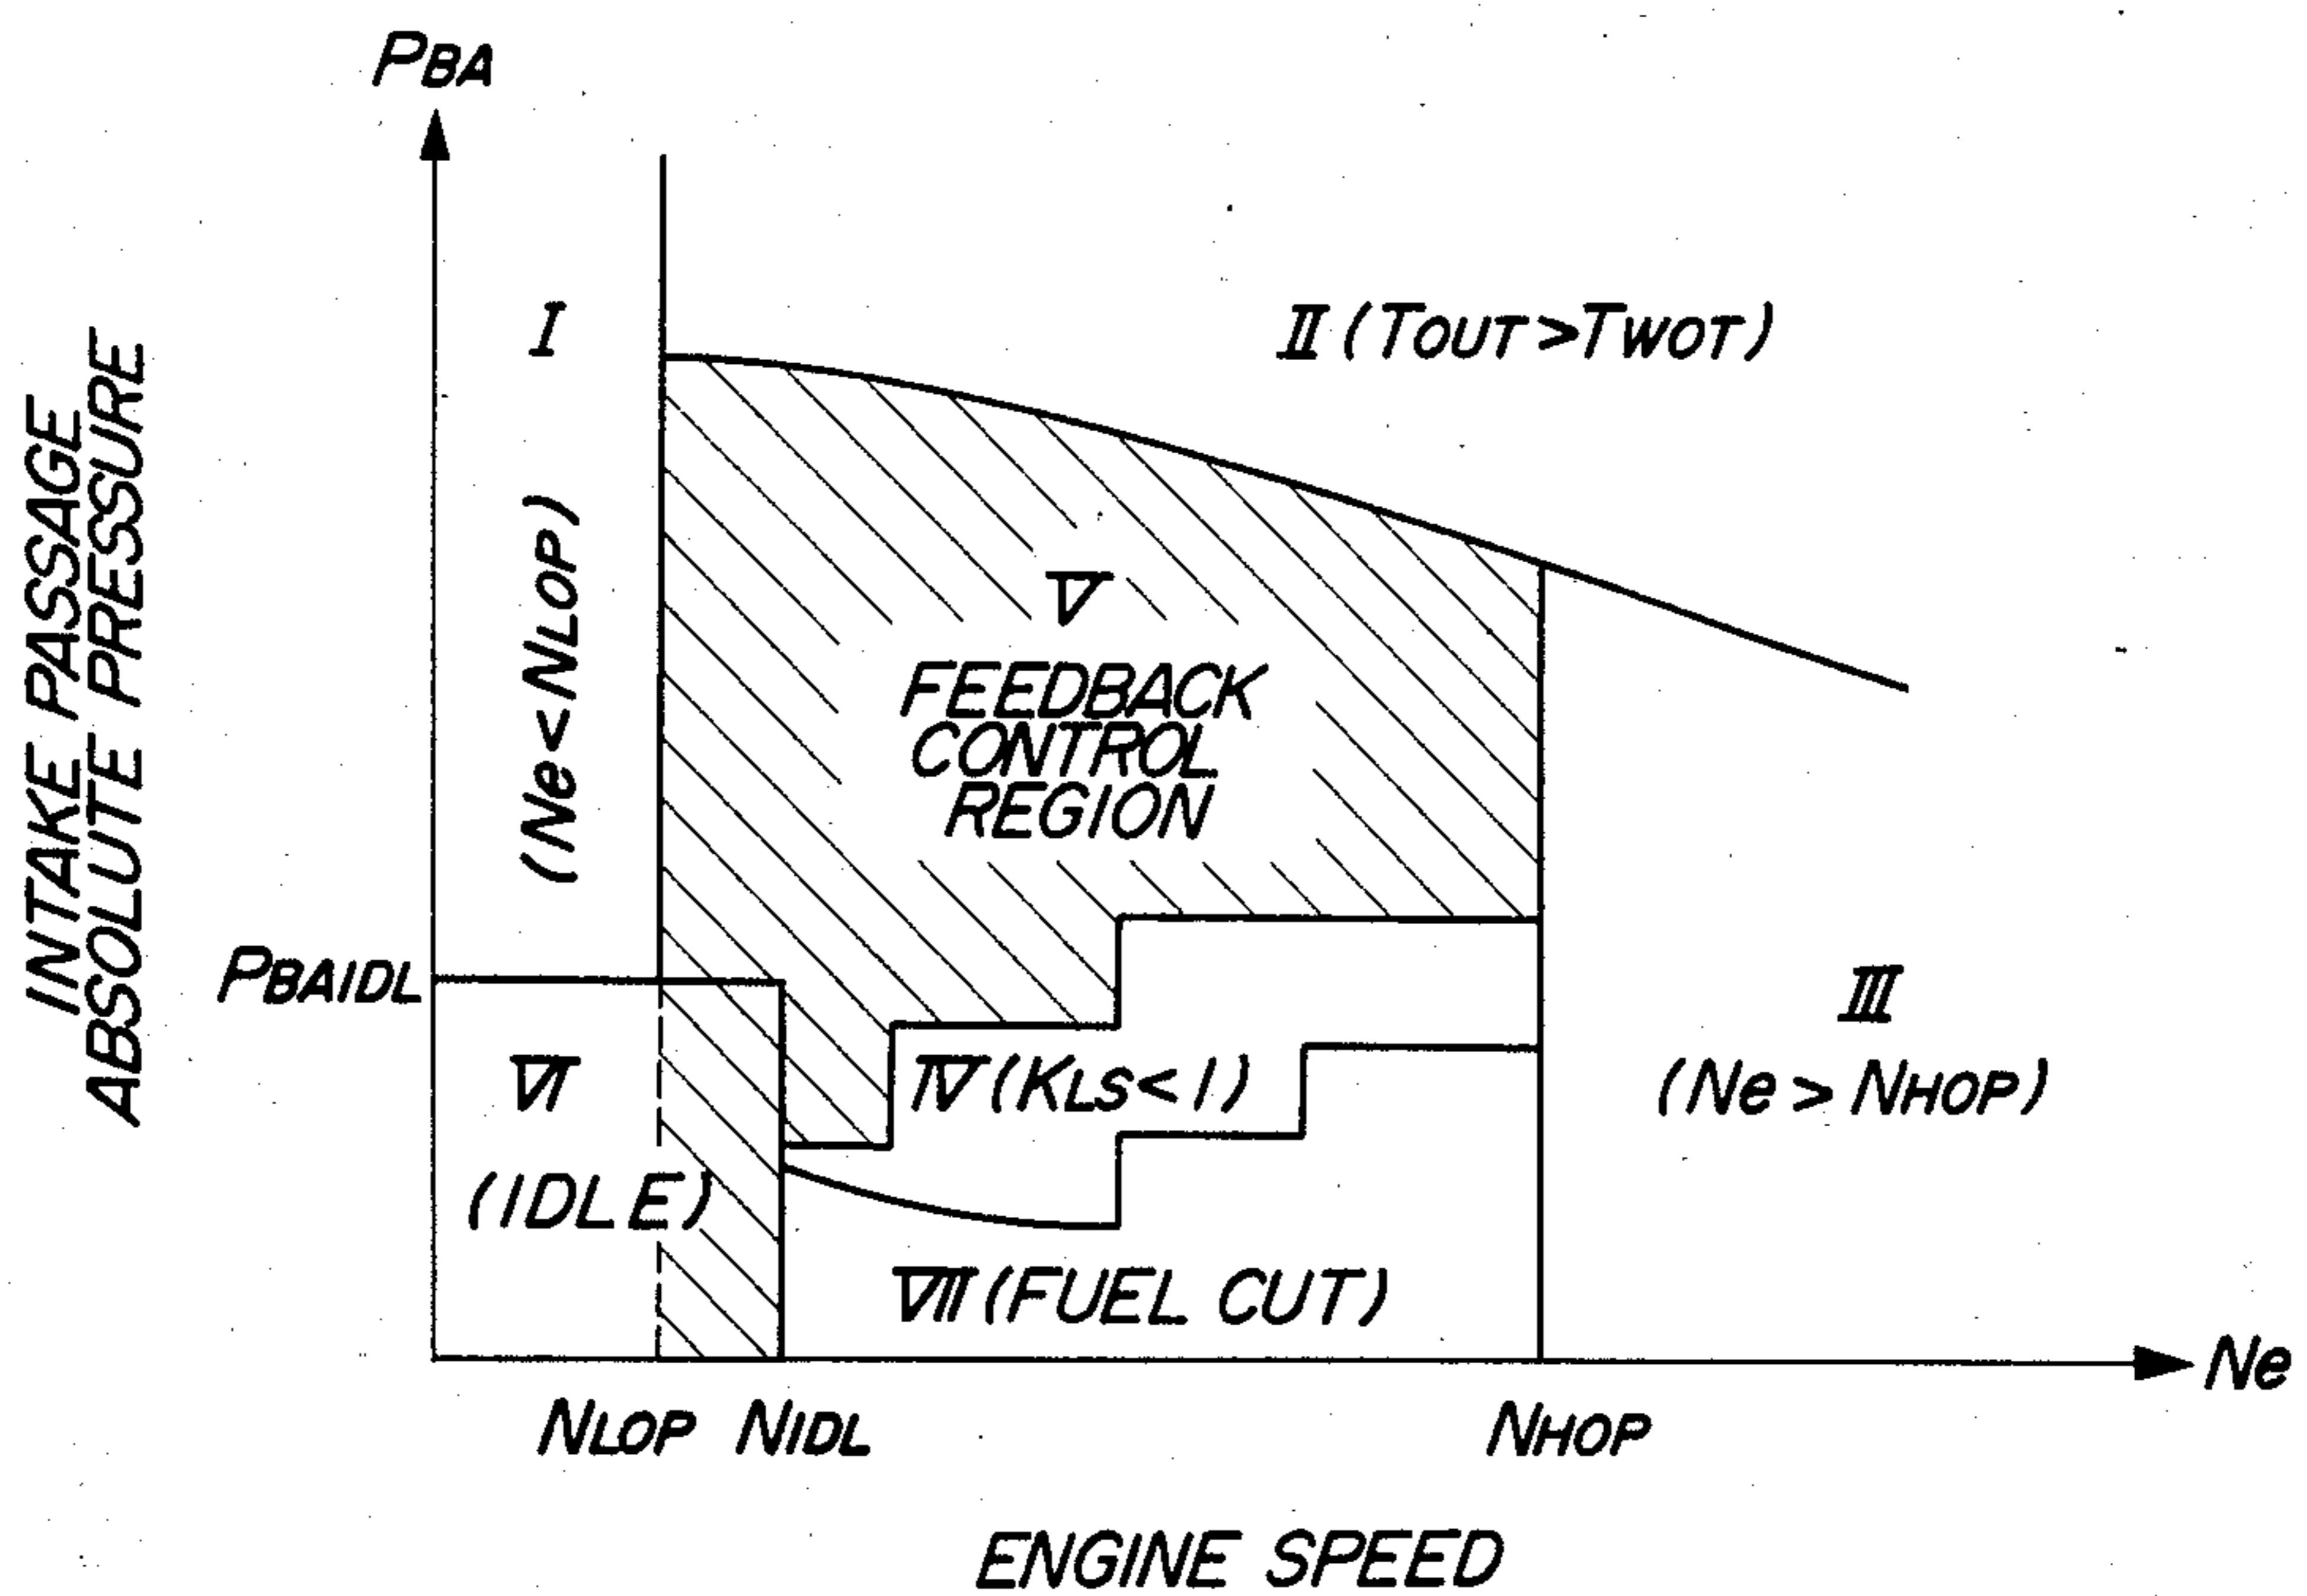 PBA
I
II (TOUT>TWOT)
INTAKE PASSAGE
ABSOLUTE PRESSURE
(Ne<NLOP)
V
FEEDBACK
CONTROL
REGION
PBAIDL
III
(Ne>NHOP)
VI
(IDLE)
IV (KLS<1)
VII (FUEL CUT)
Ne
NLOP NIDL
NHOP
ENGINE SPEED